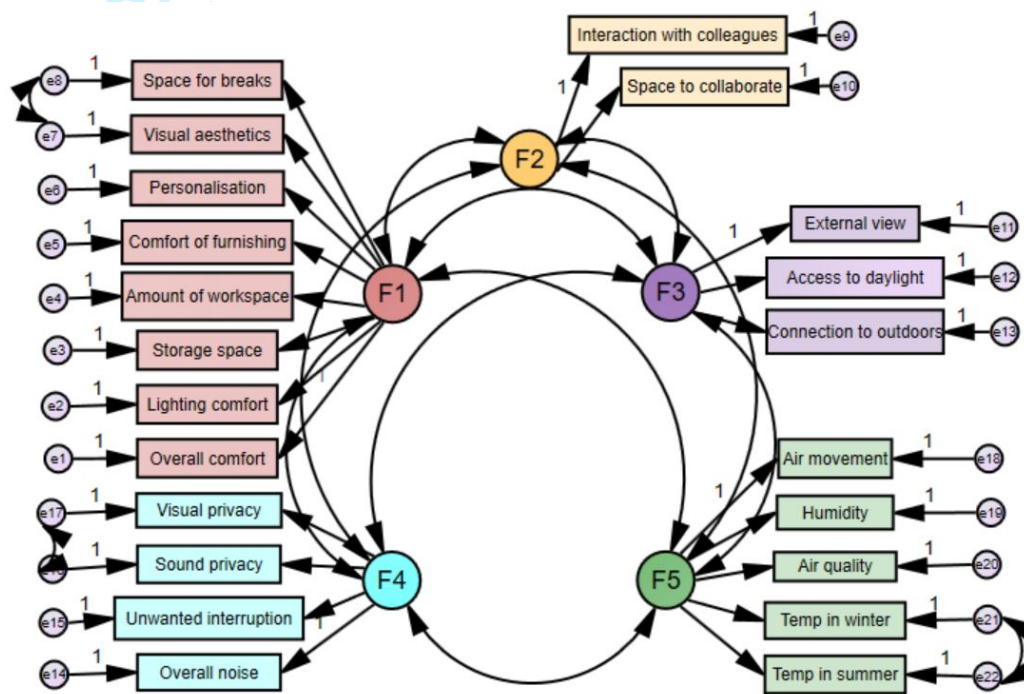 1 Interaction with colleagues 1 e9
1 Space to collaborate 1 e10
e8 1 Space for breaks
e7 1 Visual aesthetics
e6 1 Personalisation
e5 1 Comfort of furnishing
e4 1 Amount of workspace
e3 1 Storage space
e2 1 Lighting comfort
e1 1 Overall comfort
1
F2
F1
F3
1 External view 1 e11
Access to daylight 1 e12
Connection to outdoors 1 e13
e17 1 Visual privacy
1 Sound privacy
e15 1 Unwanted interruption 1
e14 1 Overall noise
F4
F5
1 Air movement 1 e18
Humidity 1 e19
Air quality 1 e20
Temp in winter 1 e21
Temp in summer 1 e22